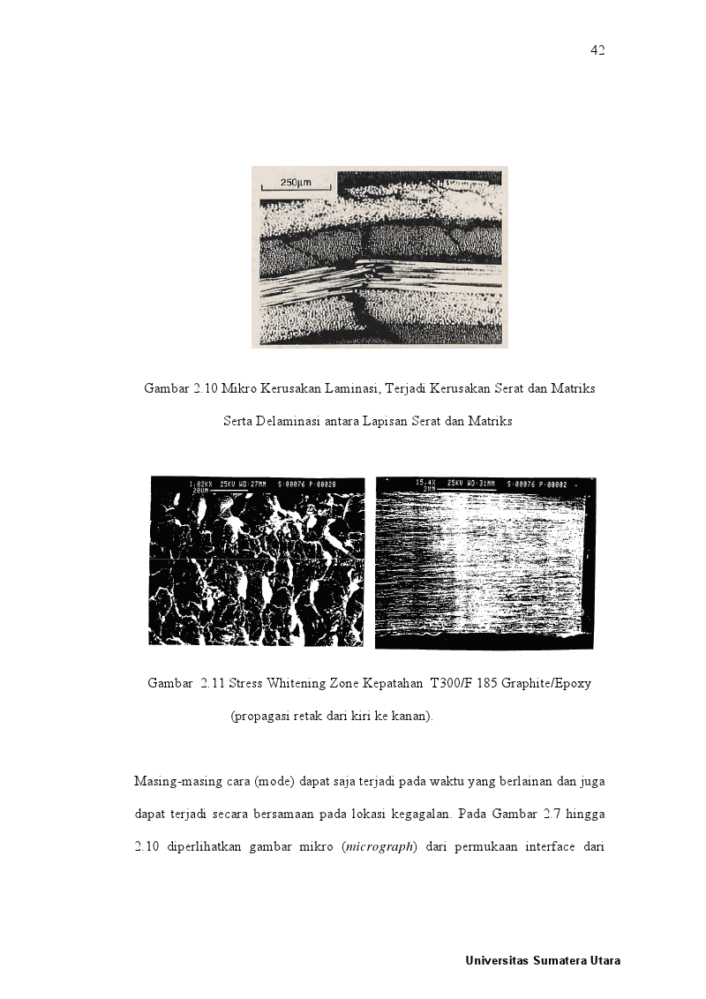 42
250µm
Gambar 2.10 Mikro Kerusakan Laminasi, Terjadi Kerusakan Serat dan Matriks
Serta Delaminasi antara Lapisan Serat dan Matriks
1.02KX 25KV WD:27MM S:00076 P:00028
20UM
15.4X 25KV WD:31MM S:00076 P:00002
2MM
Gambar 2.11 Stress Whitening Zone Kepatahan T300/F 185 Graphite/Epoxy
(propagasi retak dari kiri ke kanan).
Masing-masing cara (mode) dapat saja terjadi pada waktu yang berlainan dan juga
dapat terjadi secara bersamaan pada lokasi kegagalan. Pada Gambar 2.7 hingga
2.10 diperlihatkan gambar mikro (micrograph) dari permukaan interface dari
Universitas Sumatera Utara